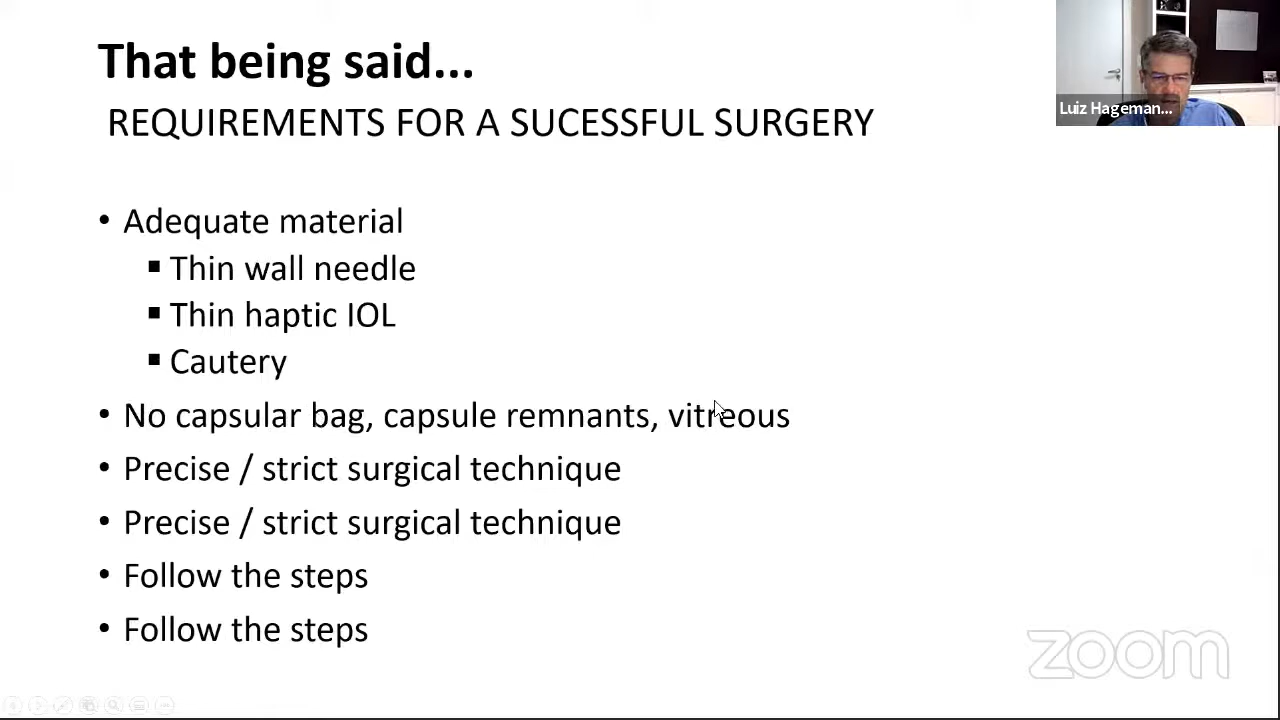 That being said...
REQUIREMENTS FOR A SUCESSFUL SURGERY
Luiz Hageman...
• Adequate material
▪ Thin wall needle
▪ Thin haptic IOL
▪ Cautery
• No capsular bag, capsule remnants, vitreous
• Precise / strict surgical technique
• Precise / strict surgical technique
• Follow the steps
• Follow the steps
zoom